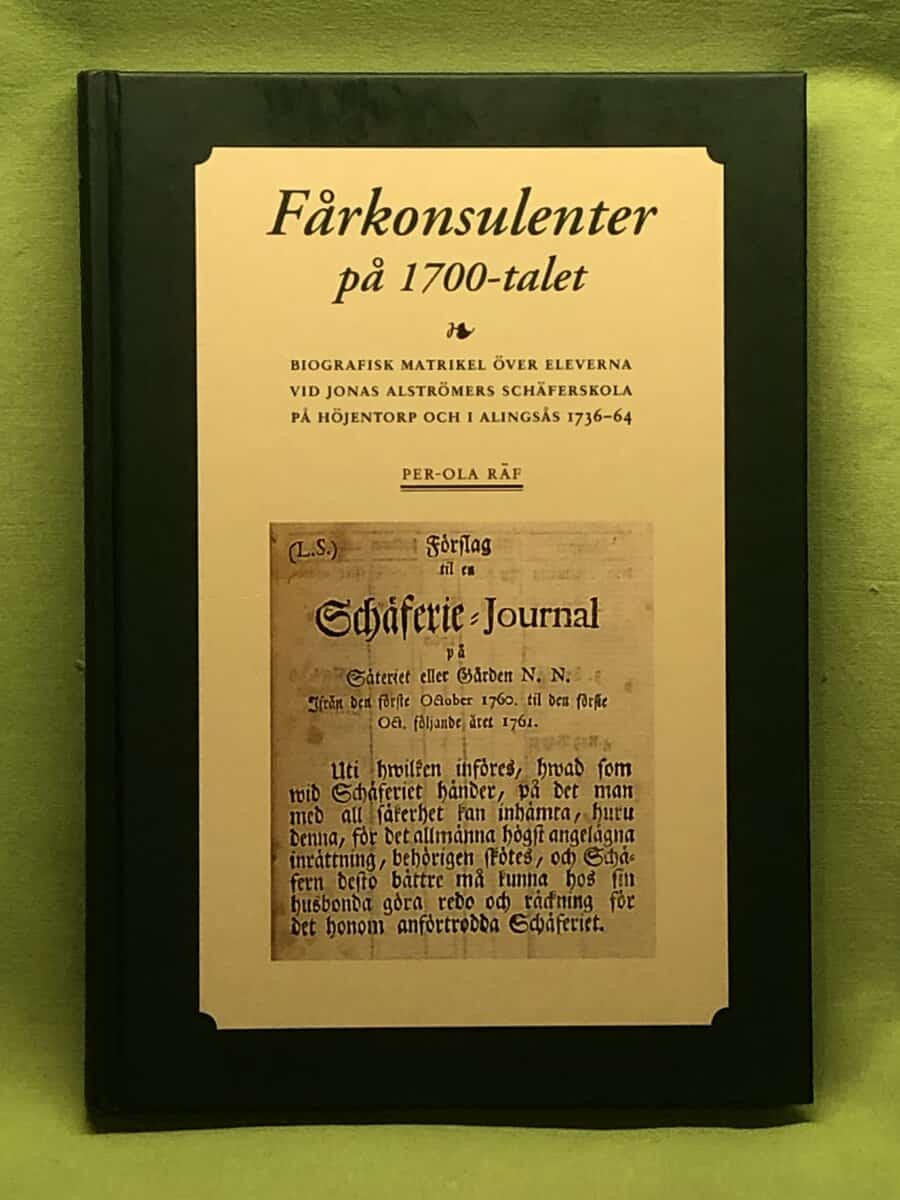 Fårkonsulenter
på 1700-talet
BIOGRAFISK MATRIKEL ÖVER ELEVERNA
VID JONAS ALSTRÖMERS SCHÄFERSKOLA
PÅ HÖJENTORP OCH I ALINGSÅS 1736–64
PER-OLA RÄF
(L.S.) Förslag
til en
Schäferie-Journal
på
Säteriet eller Gården N. N.
Ifrån den förste October 1760. til den förste
Oct. följande året 1761.
Uti hwilken införes, hwad som
wid Schäferiet händer, på det man
med all säkerhet kan inhämta, huru
denna, för det allmänna högst angelägna
inrättning, behörigen skötes, och Schä-
fern desto bättre må kunna hos sin
husbonda göra redo och räckning för
det honom anförtrodda Schäferiet.